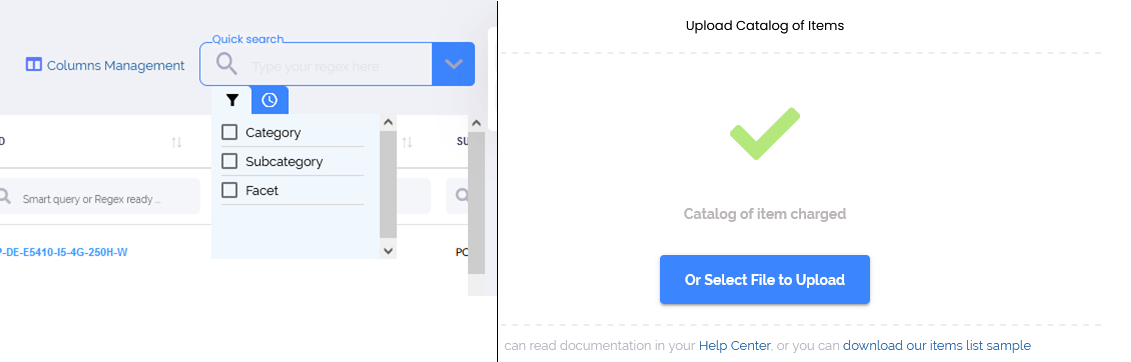 Quick search
Columns Management
Type your regex here
Category
Subcategory
Facet
D
SU
Smart query or Regex ready ...
P-DE-E5410-I5-4G-250H-W
PO
Upload Catalog of Items
Catalog of item charged
Or Select File to Upload
can read documentation in your Help Center, or you can download our items list sample